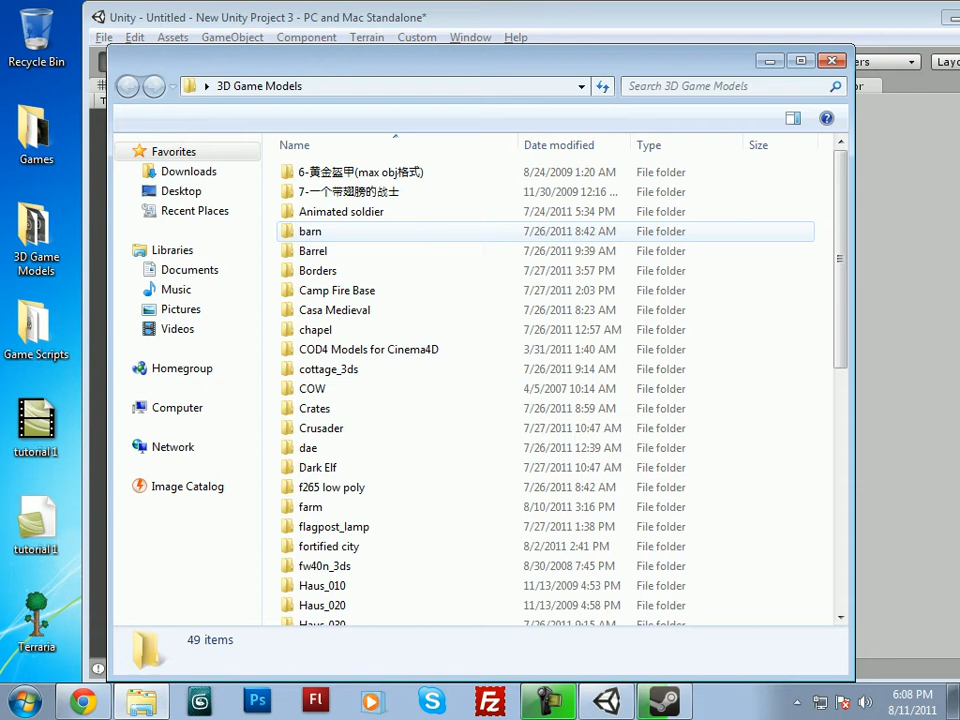 Unity - Untitled - New Unity Project 3 - PC and Mac Standalone*
File Edit Assets GameObject Component Terrain Custom Window Help
3D Game Models
Search 3D Game Models
Name Date modified Type Size
Favorites
Downloads
Desktop
Recent Places
Libraries
Documents
Music
Pictures
Videos
Homegroup
Computer
Network
Image Catalog
6-黄金盔甲(max obj格式) 8/24/2009 1:20 AM File folder
7-一个带翅膀的战士 11/30/2009 12:16 ... File folder
Animated soldier 7/24/2011 5:34 PM File folder
barn 7/26/2011 8:42 AM File folder
Barrel 7/26/2011 9:39 AM File folder
Borders 7/27/2011 3:57 PM File folder
Camp Fire Base 7/27/2011 2:03 PM File folder
Casa Medieval 7/26/2011 8:23 AM File folder
chapel 7/26/2011 12:57 AM File folder
COD4 Models for Cinema4D 3/31/2011 1:40 AM File folder
cottage_3ds 7/26/2011 9:14 AM File folder
COW 4/5/2007 10:14 AM File folder
Crates 7/26/2011 8:59 AM File folder
Crusader 7/27/2011 10:47 AM File folder
dae 7/26/2011 12:39 AM File folder
Dark Elf 7/27/2011 10:47 AM File folder
f265 low poly 7/26/2011 8:42 AM File folder
farm 8/10/2011 3:16 PM File folder
flagpost_lamp 7/27/2011 1:38 PM File folder
fortified city 8/2/2011 2:41 PM File folder
fw40n_3ds 8/30/2008 7:45 PM File folder
Haus_010 11/13/2009 4:53 PM File folder
Haus_020 11/13/2009 4:58 PM File folder
Haus_030 7/26/2011 9:15 AM File folder
49 items
Recycle Bin
Games
3D Game
Models
Game Scripts
tutorial 1
tutorial 1
Terraria
Ps
Fl
Fz
6:08 PM
8/11/2011